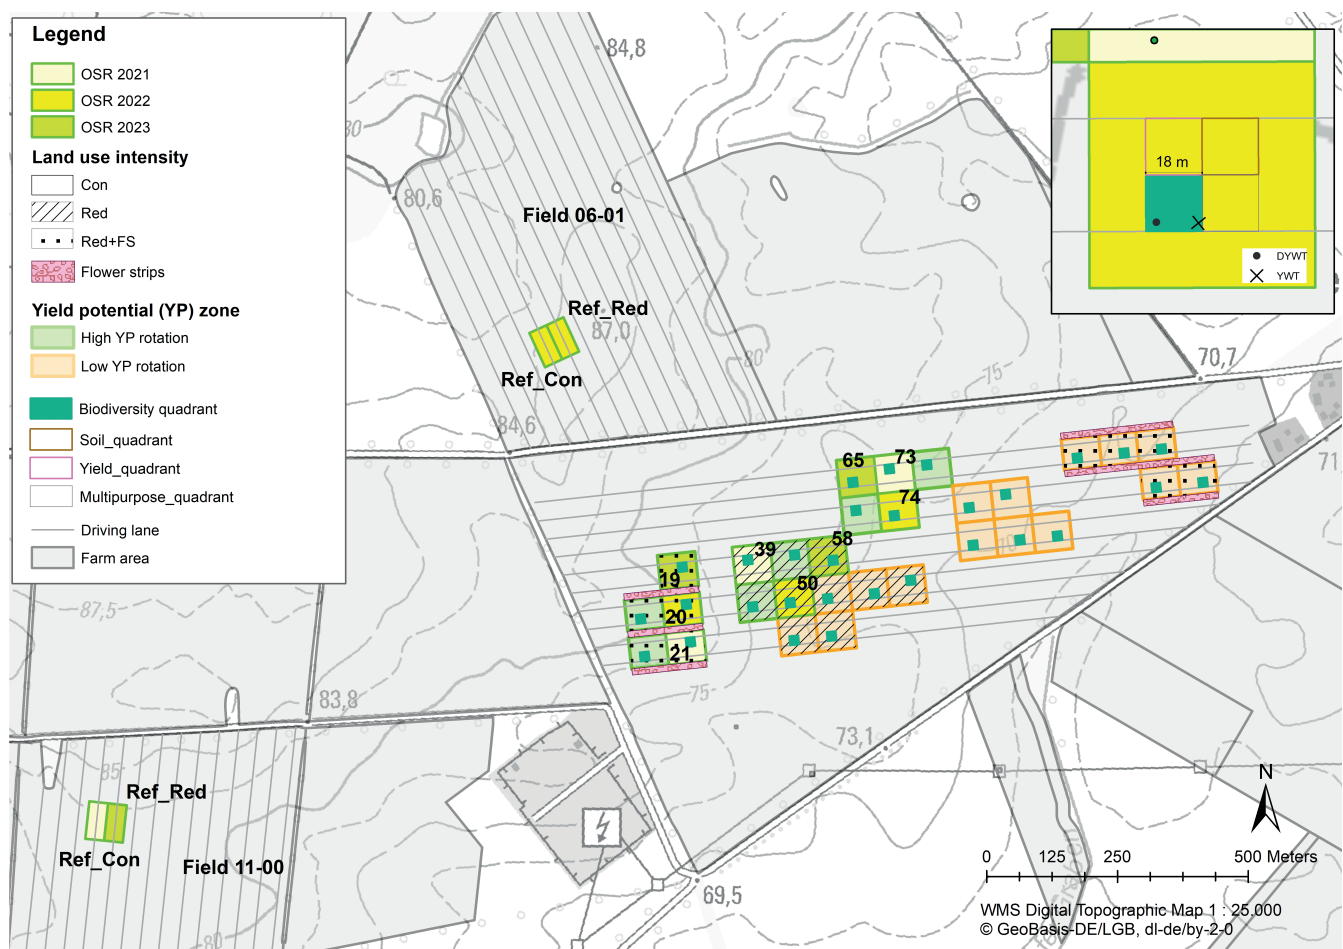 Legend
OSR 2021
OSR 2022
OSR 2023
Land use intensity
Con
Red
Red+FS
Flower strips
Yield potential (YP) zone
High YP rotation
Low YP rotation
Biodiversity quadrant
Soil_quadrant
Yield_quadrant
Multipurpose_quadrant
Driving lane
Farm area
84,8
80
80,6
Field 06-01
Ref_Red
87,0
Ref_Con
84,6
80
75
70,7
18 m
DYWT
YWT
71
65
73
74
39
58
50
19
20
21
75
87,5
83,8
85
Ref_Red
Ref_Con
Field 11-00
80
73,1
69,5
N
0 125 250 500 Meters
WMS Digital Topographic Map 1 : 25.000
© GeoBasis-DE/LGB, dl-de/by-2-0